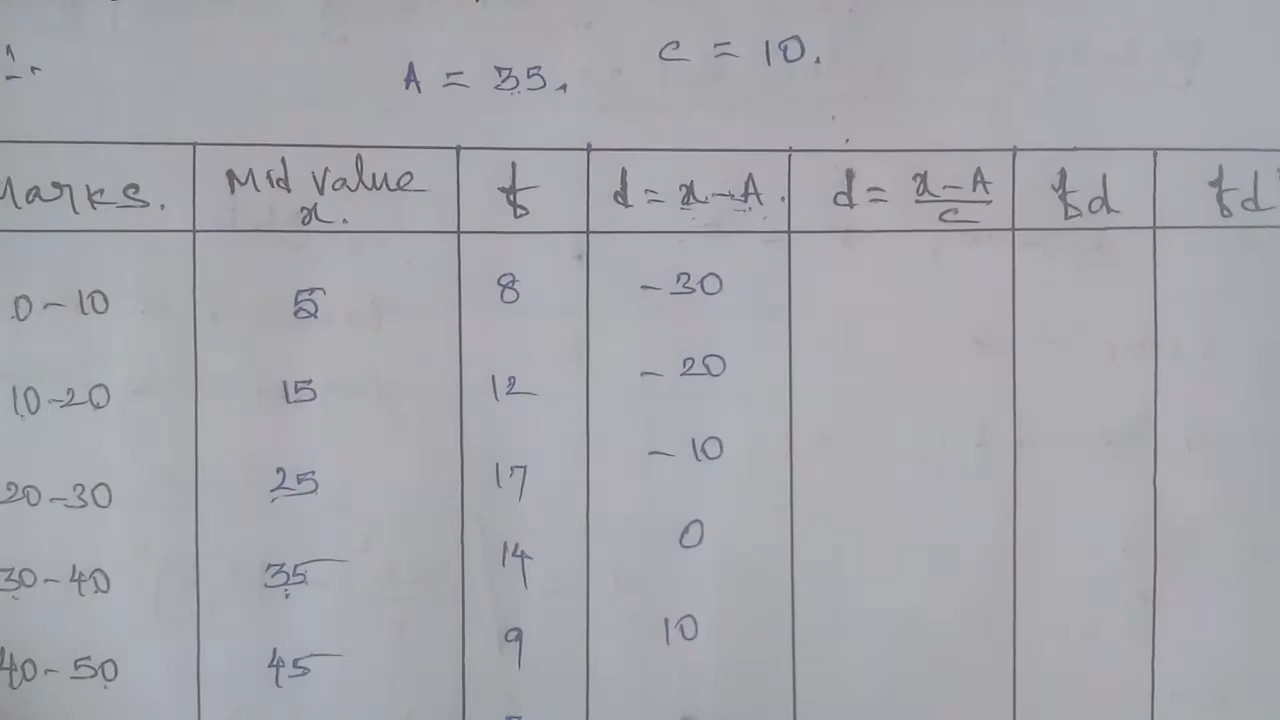 A = 35.
C = 10.
Marks. Mid value x. f d = x - A. d = x - A / C fd fd
0-10 5 8 -30
10-20 15 12 -20
20-30 25 17 -10
30-40 35 14 0
40-50 45 9 10